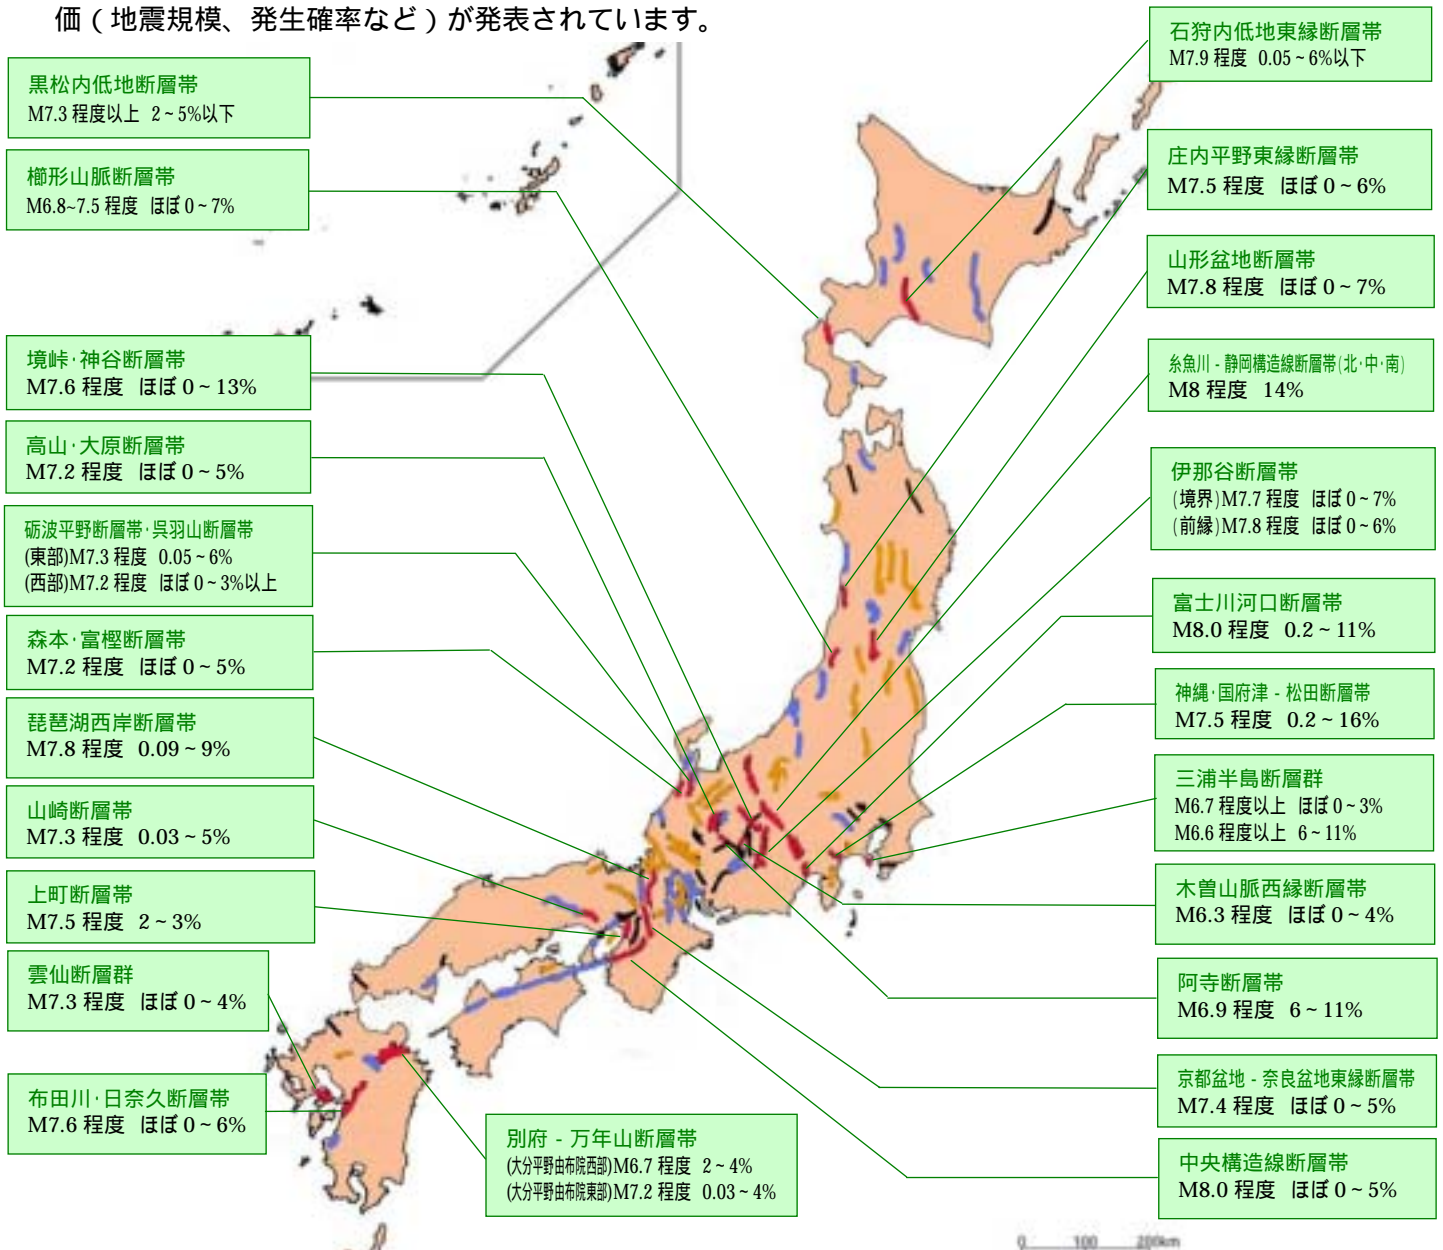 価（地震規模、発生確率など）が発表されています。
黒松内低地断層帯
M7.3 程度以上 2~5%以下
櫛形山脈断層帯
M6.8~7.5 程度 ほぼ 0~7%
境峠·神谷断層帯
M7.6 程度 ほぼ 0~13%
高山·大原断層帯
M7.2 程度 ほぼ 0~5%
砺波平野断層帯·呉羽山断層帯
(東部)M7.3 程度 0.05~6%
(西部)M7.2 程度 ほぼ 0~3%以上
森本·富樫断層帯
M7.2 程度 ほぼ 0~5%
琵琶湖西岸断層帯
M7.8 程度 0.09~9%
山崎断層帯
M7.3 程度 0.03~5%
上町断層帯
M7.5 程度 2~3%
雲仙断層群
M7.3 程度 ほぼ 0~4%
布田川·日奈久断層帯
M7.6 程度 ほぼ 0~6%
別府 - 万年山断層帯
(大分平野由布院西部)M6.7 程度 2~4%
(大分平野由布院東部)M7.2 程度 0.03~4%
石狩内低地東縁断層帯
M7.9 程度 0.05~6%以下
庄内平野東縁断層帯
M7.5 程度 ほぼ 0~6%
山形盆地断層帯
M7.8 程度 ほぼ 0~7%
糸魚川 - 静岡構造線断層帯(北·中·南)
M8 程度 14%
伊那谷断層帯
(境界)M7.7 程度 ほぼ 0~7%
(前縁)M7.8 程度 ほぼ 0~6%
富士川河口断層帯
M8.0 程度 0.2~11%
神縄·国府津 - 松田断層帯
M7.5 程度 0.2~16%
三浦半島断層群
M6.7 程度以上 ほぼ 0~3%
M6.6 程度以上 6~11%
木曽山脈西縁断層帯
M6.3 程度 ほぼ 0~4%
阿寺断層帯
M6.9 程度 6~11%
京都盆地 - 奈良盆地東縁断層帯
M7.4 程度 ほぼ 0~5%
中央構造線断層帯
M8.0 程度 ほぼ 0~5%
0 100 200km